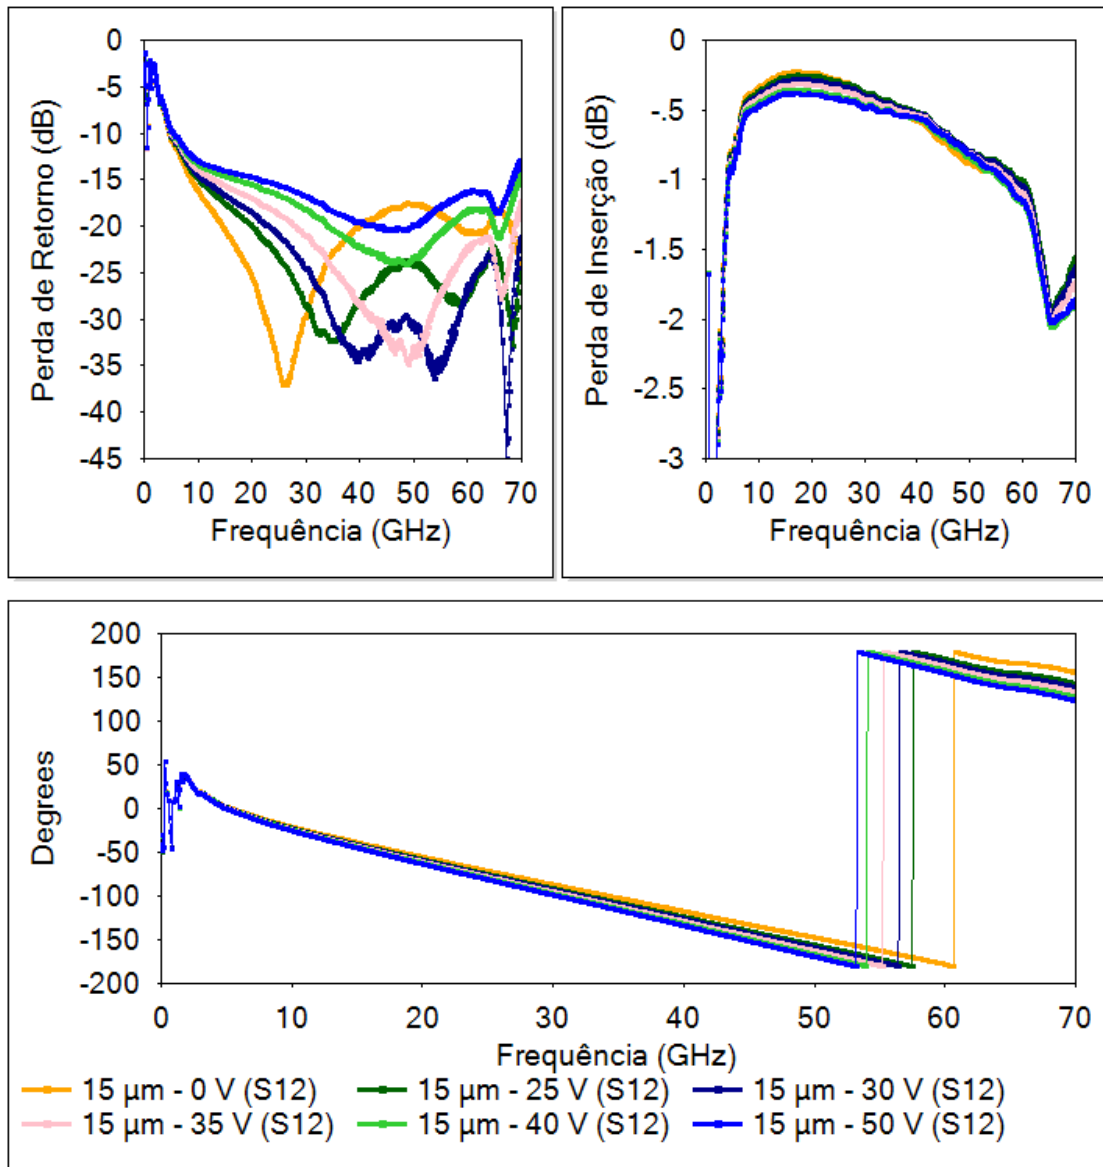 0
-5
-10
-15
-20
-25
-30
-35
-40
-45
Perda de Retorno (dB)
0 10 20 30 40 50 60 70
Frequência (GHz)
0
-0.5
-1
-1.5
-2
-2.5
-3
Perda de Inserção (dB)
0 10 20 30 40 50 60 70
Frequência (GHz)
200
150
100
50
0
-50
-100
-150
-200
Degrees
0 10 20 30 40 50 60 70
Frequência (GHz)
15 µm - 0 V (S12) 15 µm - 25 V (S12) 15 µm - 30 V (S12)
15 µm - 35 V (S12) 15 µm - 40 V (S12) 15 µm - 50 V (S12)